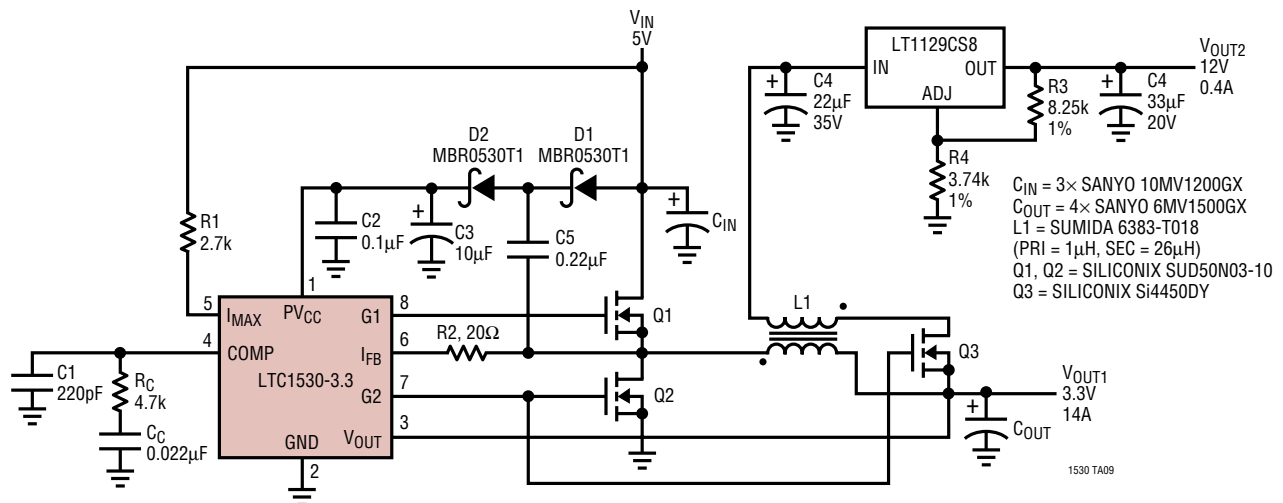 VIN
5V
LT1129CS8
IN
OUT
ADJ
VOUT2
12V
0.4A
+
C4
22µF
35V
R3
8.25k
1%
+
C4
33µF
20V
R4
3.74k
1%
D2
MBR0530T1
D1
MBR0530T1
R1
2.7k
C2
0.1µF
+
C3
10µF
C5
0.22µF
+
CIN
CIN = 3× SANYO 10MV1200GX
COUT = 4× SANYO 6MV1500GX
L1 = SUMIDA 6383-T018
(PRI = 1µH, SEC = 26µH)
Q1, Q2 = SILICONIX SUD50N03-10
Q3 = SILICONIX Si4450DY
1
5
IMAX
PVCC
G1
8
Q1
L1
4
COMP
IFB
6
R2, 20Ω
Q3
LTC1530-3.3
G2
7
Q2
GND
VOUT
3
2
C1
220pF
RC
4.7k
CC
0.022µF
VOUT1
3.3V
14A
+
COUT
1530 TA09